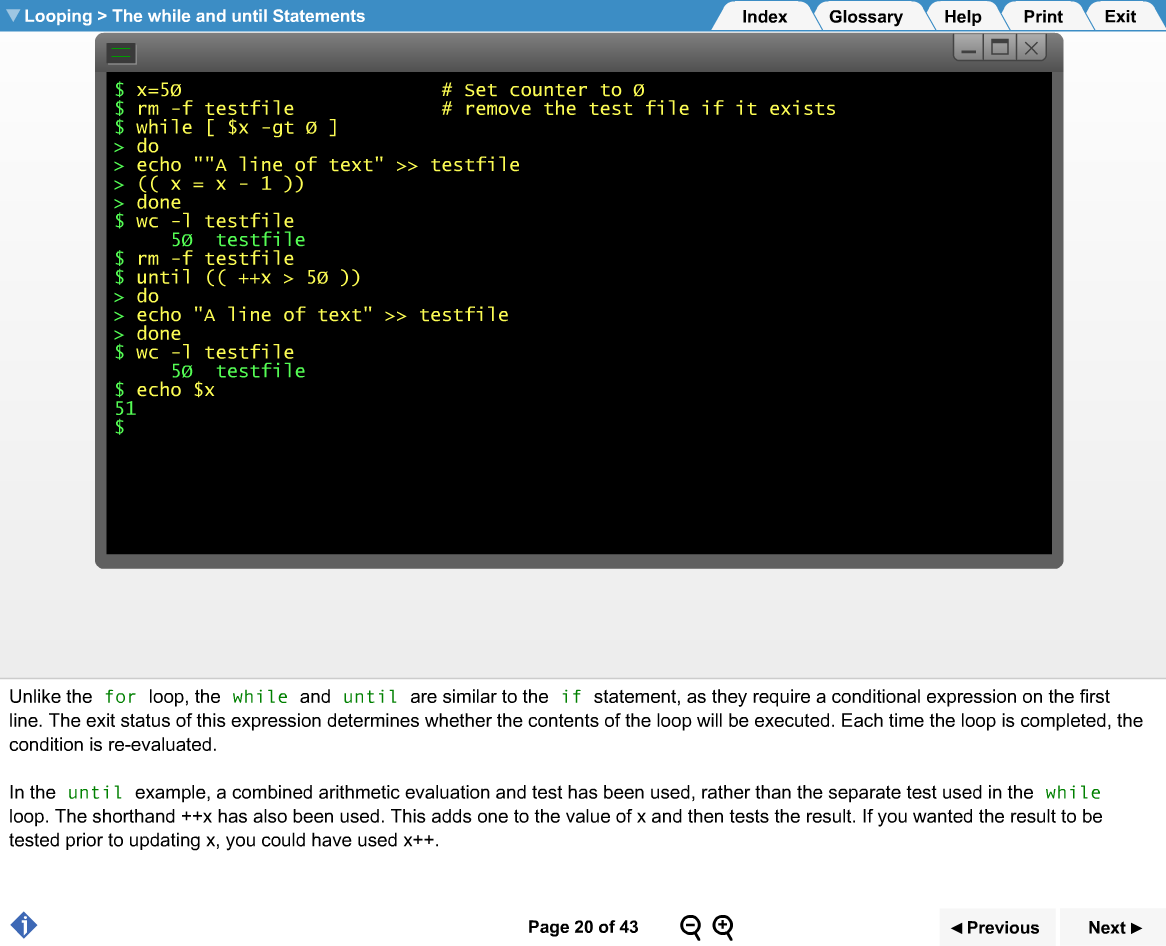 Looping > The while and until Statements
Index Glossary Help Print Exit
$ x=5Ø # Set counter to Ø
$ rm -f testfile # remove the test file if it exists
$ while [ $x -gt Ø ]
> do
> echo ""A line of text" >> testfile
> (( x = x - 1 ))
> done
$ wc -l testfile
5Ø testfile
$ rm -f testfile
$ until (( ++x > 5Ø ))
> do
> echo "A line of text" >> testfile
> done
$ wc -l testfile
5Ø testfile
$ echo $x
51
$
Unlike the for loop, the while and until are similar to the if statement, as they require a conditional expression on the first
line. The exit status of this expression determines whether the contents of the loop will be executed. Each time the loop is completed, the
condition is re-evaluated.
In the until example, a combined arithmetic evaluation and test has been used, rather than the separate test used in the while
loop. The shorthand ++x has also been used. This adds one to the value of x and then tests the result. If you wanted the result to be
tested prior to updating x, you could have used x++.
i Page 20 of 43 ◄ Previous Next ►